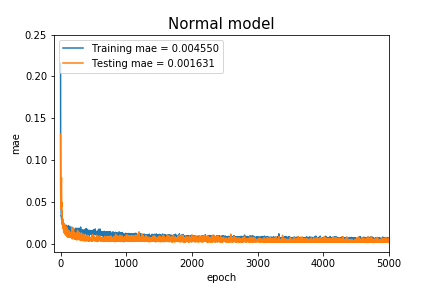 Normal model
0.25
Training mae = 0.004550
Testing mae = 0.001631
0.20
0.15
mae
0.10
0.05
0.00
0 1000 2000 3000 4000 5000
epoch